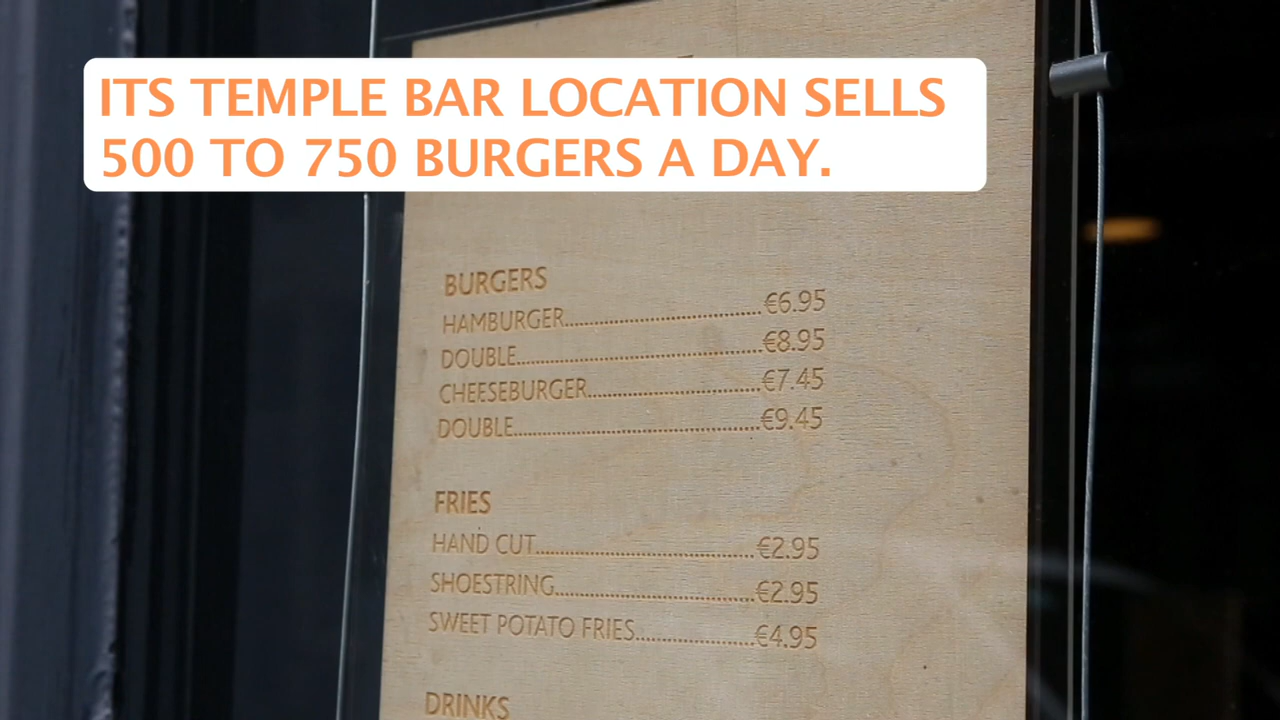 ITS TEMPLE BAR LOCATION SELLS
500 TO 750 BURGERS A DAY.
BURGERS
HAMBURGER..................................................€6.95
DOUBLE..................................................€8.95
CHEESEBURGER..................................................€7.45
DOUBLE..................................................€9.45
FRIES
HAND CUT..................................................€2.95
SHOESTRING..................................................€2.95
SWEET POTATO FRIES..............................€4.95
DRINKS